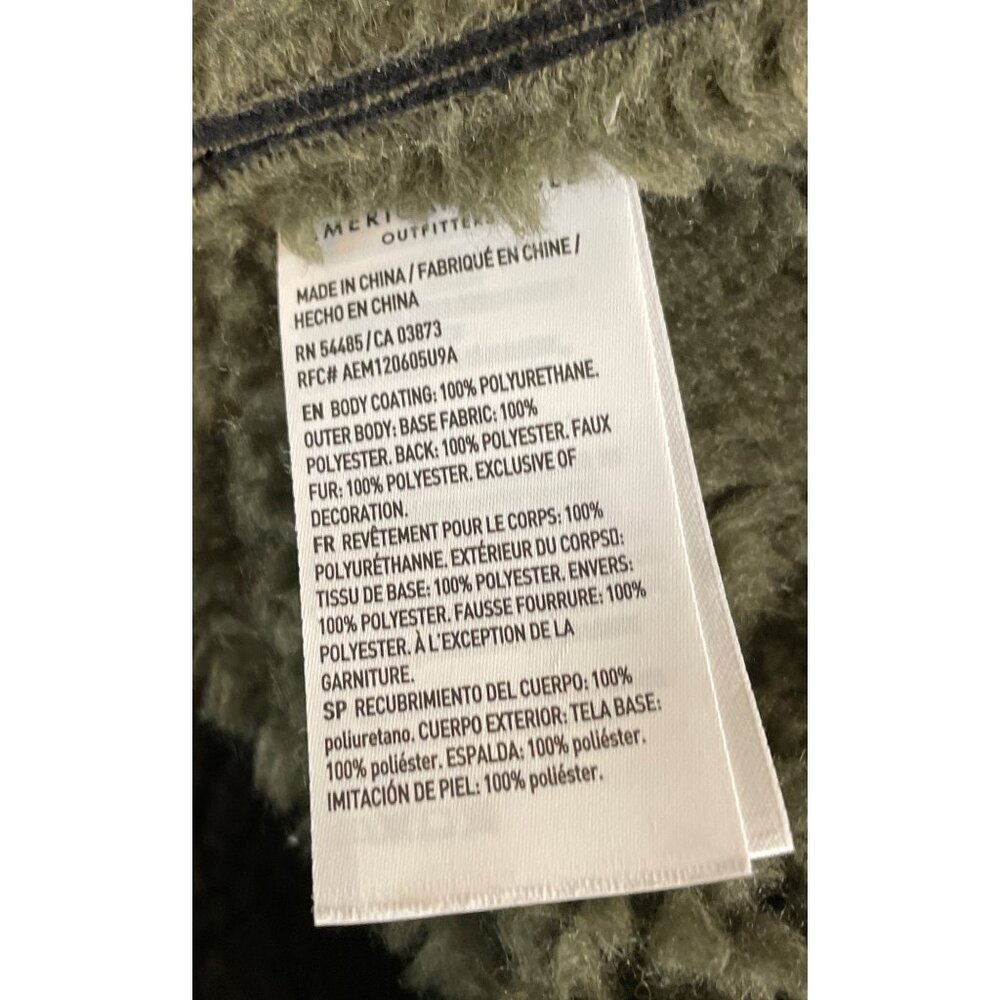 OUTFITTERS
MADE IN CHINA / FABRIQUÉ EN CHINE /
HECHO EN CHINA
RN 54485 / CA 03873
RFC# AEM120605U9A
EN BODY COATING: 100% POLYURETHANE.
OUTER BODY: BASE FABRIC: 100%
POLYESTER. BACK: 100% POLYESTER. FAUX
FUR: 100% POLYESTER. EXCLUSIVE OF
DECORATION.
FR REVÊTEMENT POUR LE CORPS: 100%
POLYURÉTHANNE. EXTÉRIEUR DU CORPS▯:
TISSU DE BASE: 100% POLYESTER. ENVERS:
100% POLYESTER. FAUSSE FOURRURE: 100%
POLYESTER. À L'EXCEPTION DE LA
GARNITURE.
SP RECUBRIMIENTO DEL CUERPO: 100%
poliuretano. CUERPO EXTERIOR: TELA BASE:
100% poliéster. ESPALDA: 100% poliéster.
IMITACIÓN DE PIEL: 100% poliéster.